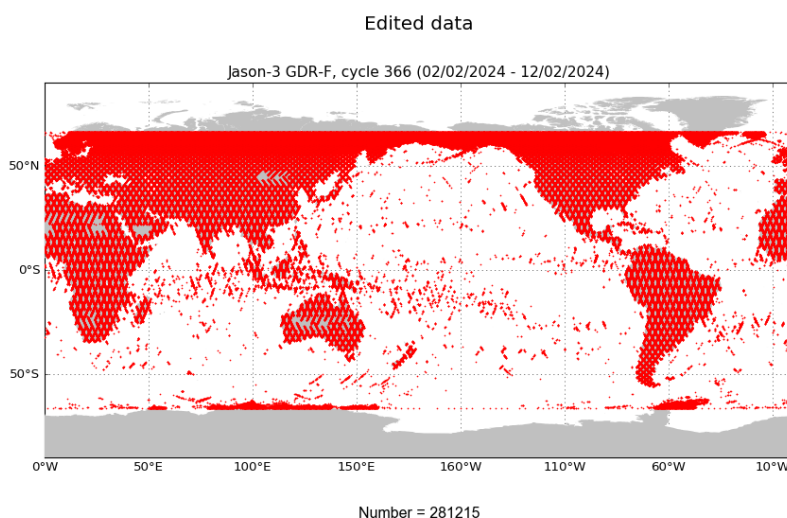 Edited data
Jason-3 GDR-F, cycle 366 (02/02/2024 - 12/02/2024)
50°N
0°S
50°S
0°W 50°E 100°E 150°E 160°W 110°W 60°W 10°W
Number = 281215